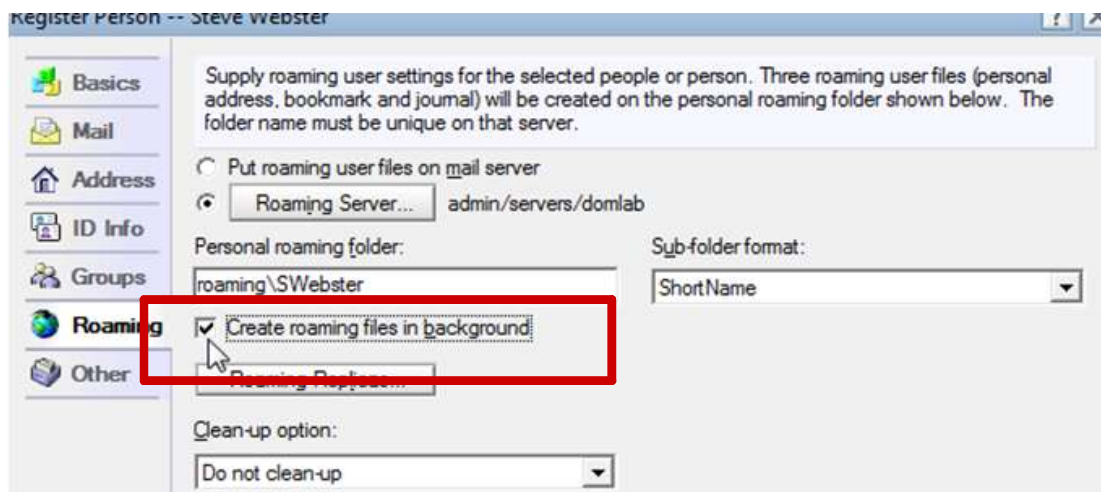 Register Person -- Steve Webster
Basics
Mail
Address
ID Info
Groups
Roaming
Other
Supply roaming user settings for the selected people or person. Three roaming user files (personal
address, bookmark and journal) will be created on the personal roaming folder shown below. The
folder name must be unique on that server.
Put roaming user files on mail server
Roaming Server... admin/servers/domlab
Personal roaming folder:
Sub-folder format:
roaming\SWebster
ShortName
Create roaming files in background
Roaming Replicas...
Clean-up option:
Do not clean-up